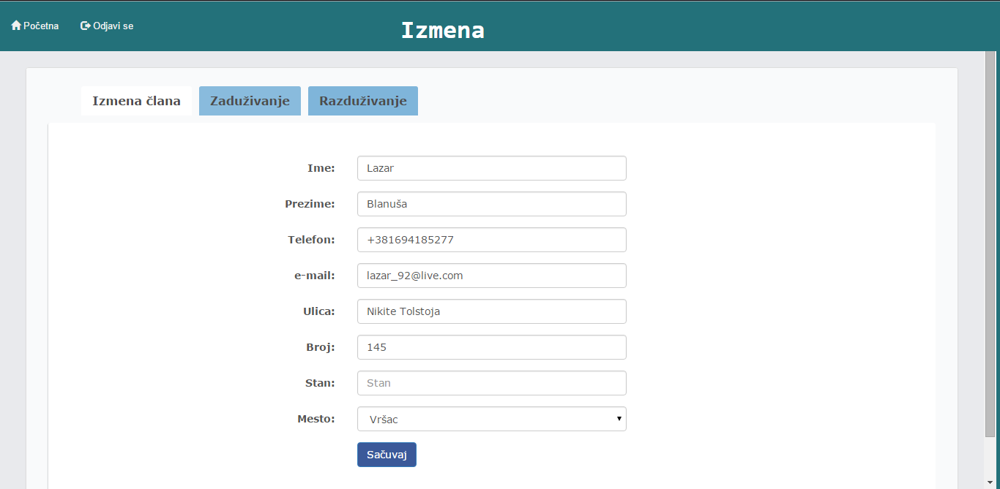 Početna Odjavi se Izmena
Izmena člana Zaduživanje Razduživanje
Ime: Lazar
Prezime: Blanuša
Telefon: +381694185277
e-mail: lazar_92@live.com
Ulica: Nikite Tolstoja
Broj: 145
Stan: Stan
Mesto: Vršac
Sačuvaj